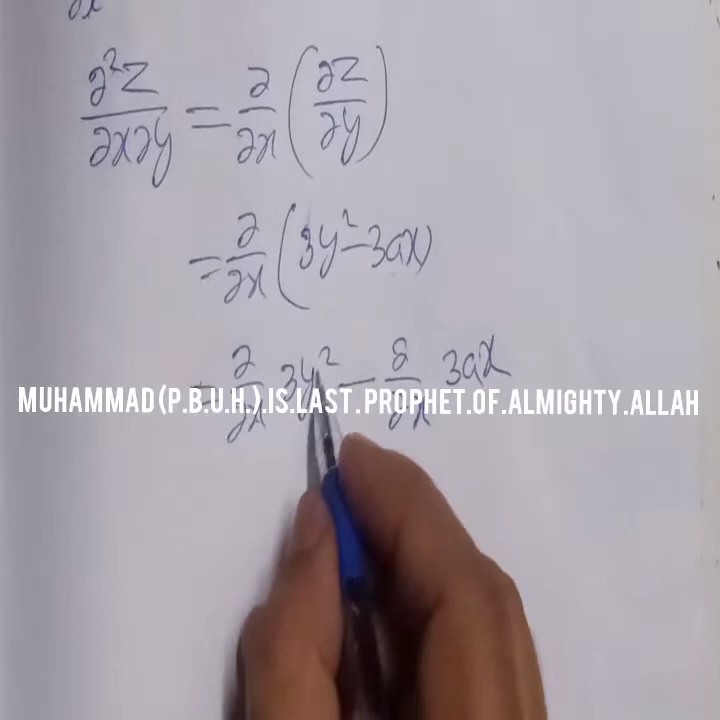 ∂x
∂²Z/∂x∂y = ∂/∂x (∂Z/∂y)
= ∂/∂x (3y² - 3ax)
= ∂/∂x 3y² - ∂/∂x 3ax
MUHAMMAD(P.B.U.H.).IS.LAST.PROPHET.OF.ALMIGHTY.ALLAH